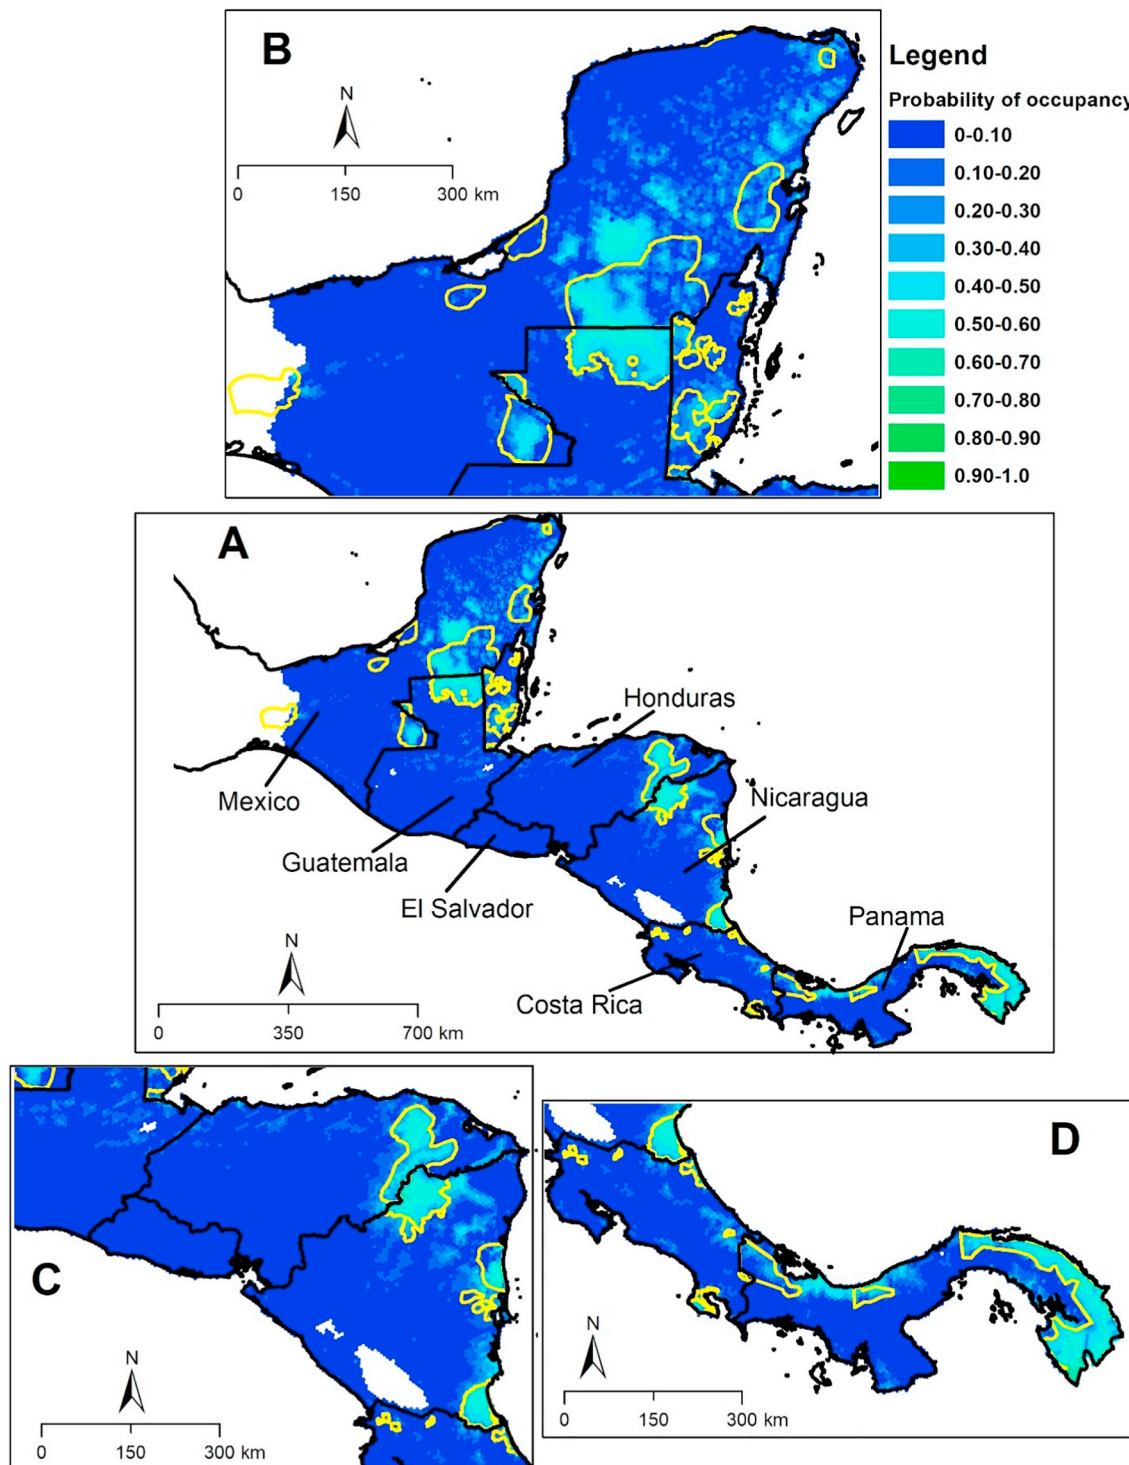 B
N
0 150 300 km
Legend
Probability of occupancy
0-0.10
0.10-0.20
0.20-0.30
0.30-0.40
0.40-0.50
0.50-0.60
0.60-0.70
0.70-0.80
0.80-0.90
0.90-1.0
A
Honduras
Mexico
Nicaragua
Guatemala
El Salvador
Panama
N
Costa Rica
0 350 700 km
C
N
0 150 300 km
D
N
0 150 300 km